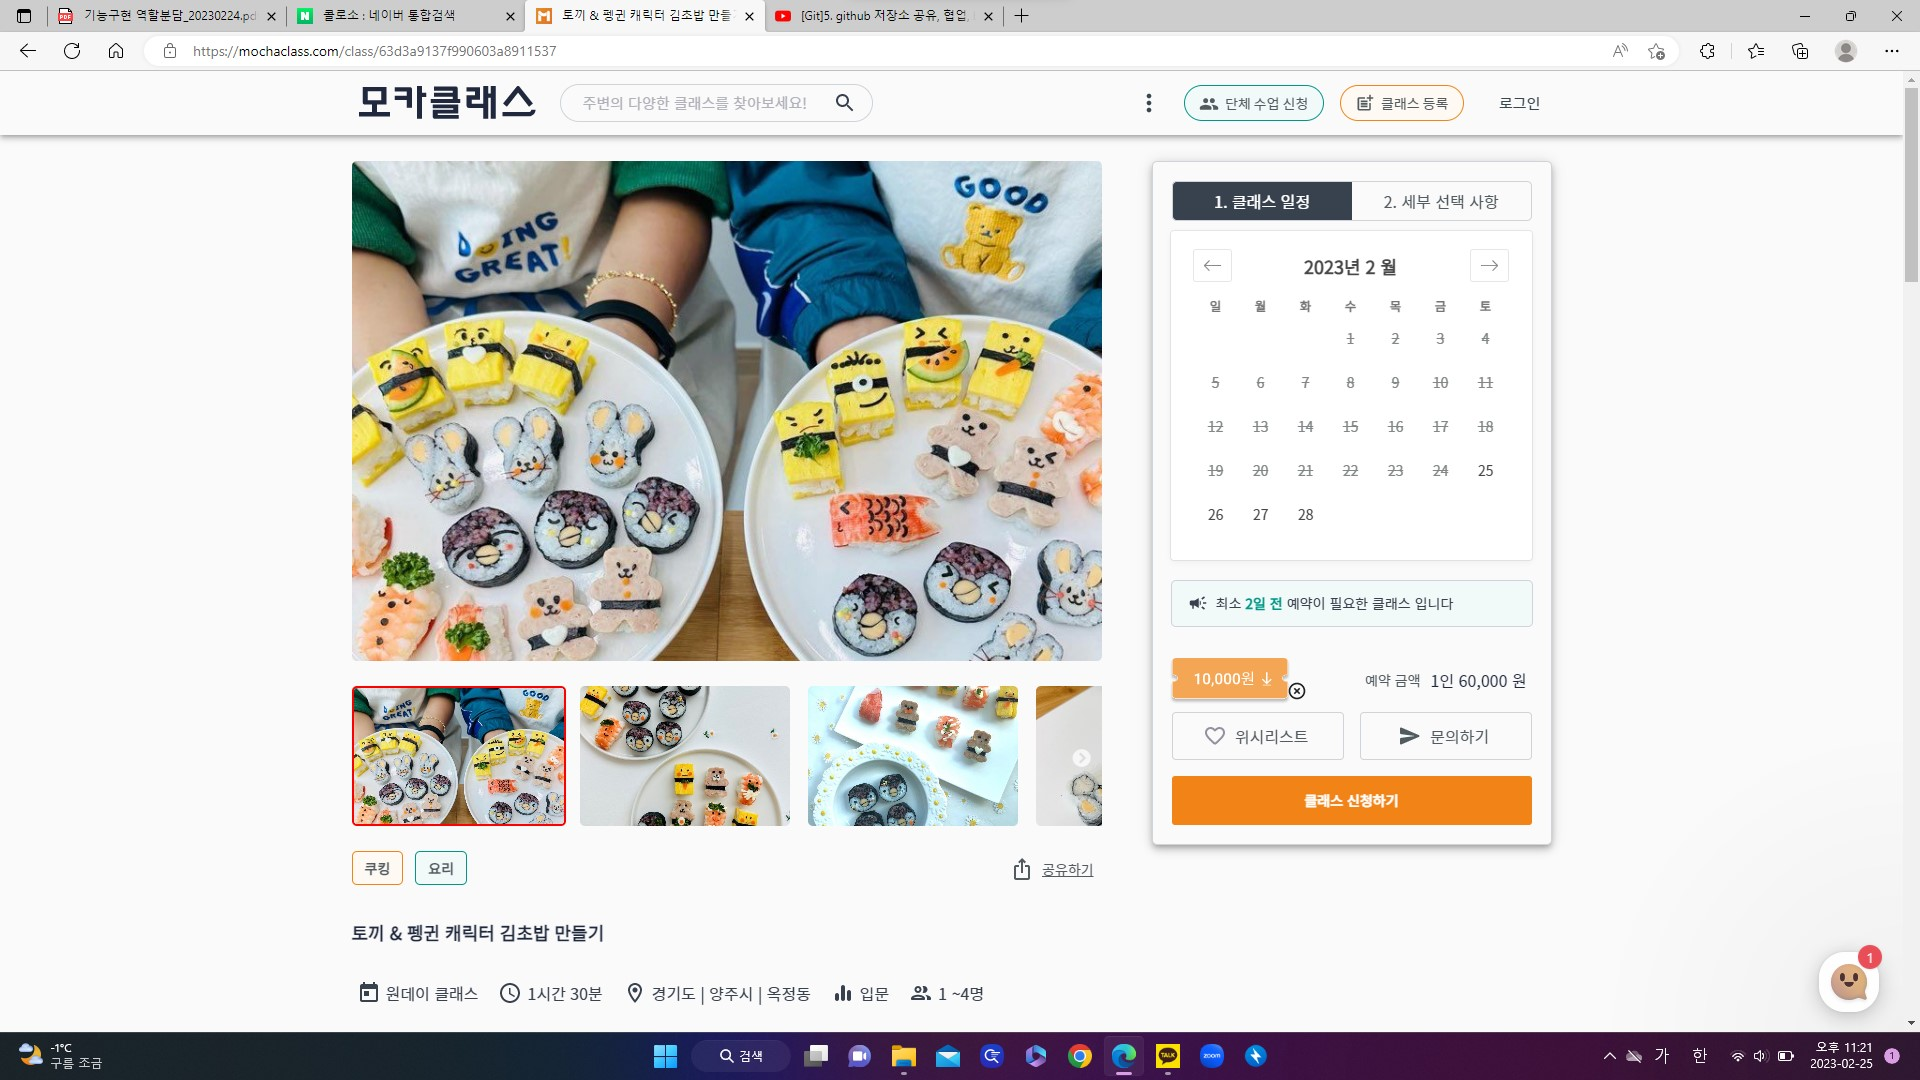 기능구현 역할분담_20230224.pd
콜로소 : 네이버 통합검색
토끼 & 펭귄 캐릭터 김초밥 만들
[Git]5. github 저장소 공유, 협업,
https://mochaclass.com/class/63d3a9137f990603a8911537
모카클래스
주변의 다양한 클래스를 찾아보세요!
단체 수업 신청
클래스 등록
로그인
DOING
GREAT!
GOOD
1. 클래스 일정
2. 세부 선택 사항
2023년 2 월
일 월 화 수 목 금 토
1 2 3 4
5 6 7 8 9 10 11
12 13 14 15 16 17 18
19 20 21 22 23 24 25
26 27 28
최소 2일 전 예약이 필요한 클래스 입니다
10,000원
예약 금액 1인 60,000 원
위시리스트
문의하기
클래스 신청하기
쿠킹
요리
공유하기
토끼 & 펭귄 캐릭터 김초밥 만들기
원데이 클래스
1시간 30분
경기도 | 양주시 | 옥정동
입문
1 ~4명
1
-1°C
구름 조금
검색
TALK
zoom
가
한
오후 11:21
2023-02-25
1